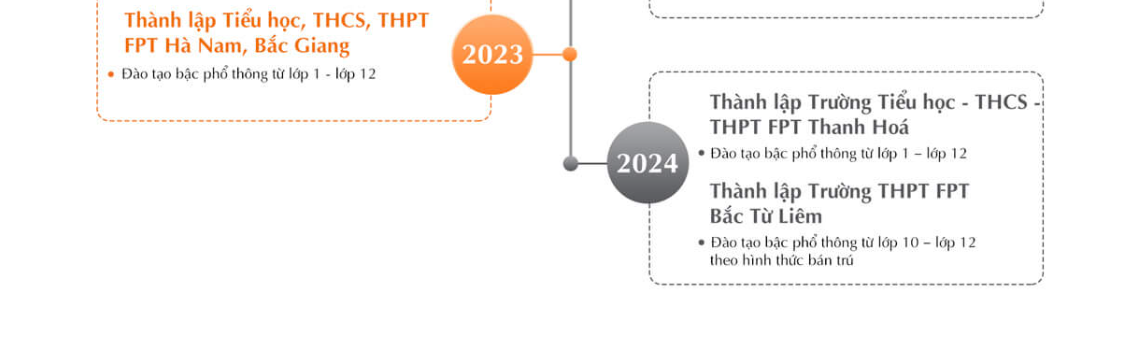 Thành lập Tiểu học, THCS, THPT
FPT Hà Nam, Bắc Giang
• Đào tạo bậc phổ thông từ lớp 1 - lớp 12
2023
2024
Thành lập Trường Tiểu học - THCS -
THPT FPT Thanh Hoá
• Đào tạo bậc phổ thông từ lớp 1 – lớp 12
Thành lập Trường THPT FPT
Bắc Từ Liêm
• Đào tạo bậc phổ thông từ lớp 10 – lớp 12
theo hình thức bán trú